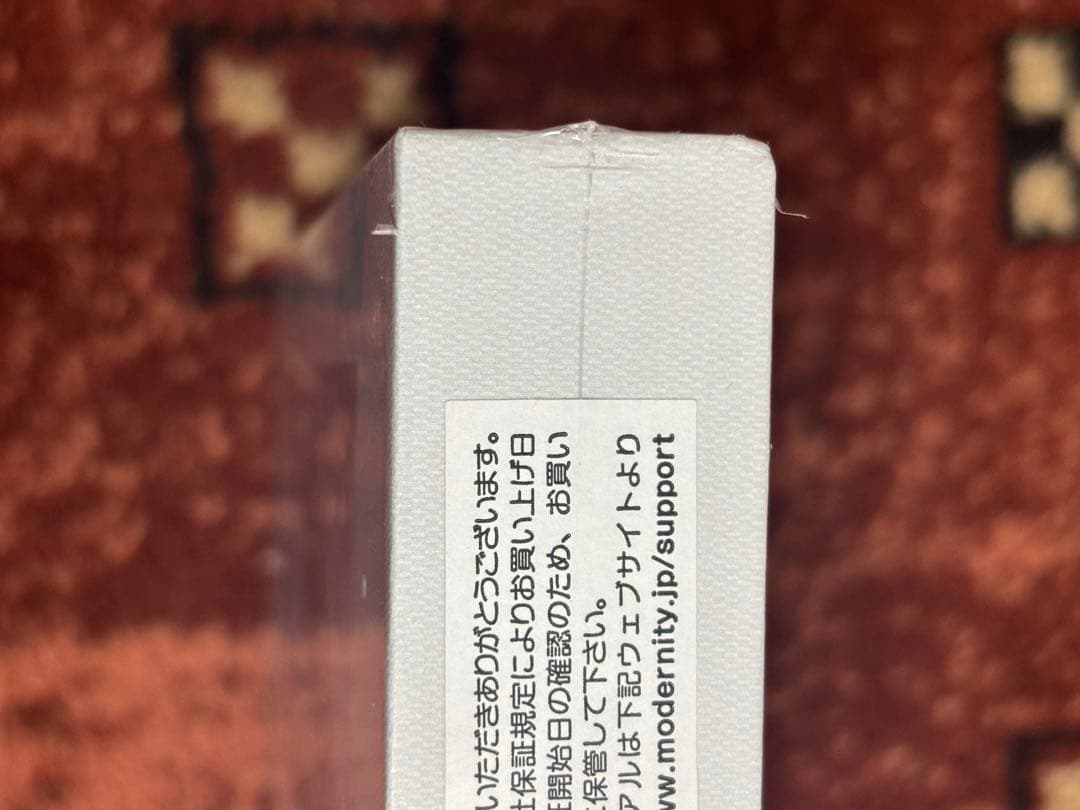 いただきありがとうございます。
保証規定によりお買い上げ日
開始日の確認のため、お買い
保管して下さい。
アルは下記ウェブサイトより
ww.modernity.jp/support